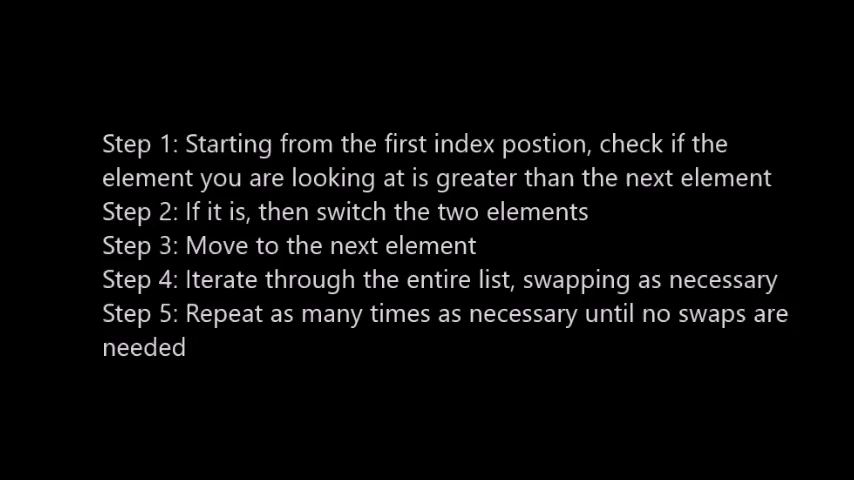 Step 1: Starting from the first index postion, check if the
element you are looking at is greater than the next element
Step 2: If it is, then switch the two elements
Step 3: Move to the next element
Step 4: Iterate through the entire list, swapping as necessary
Step 5: Repeat as many times as necessary until no swaps are
needed